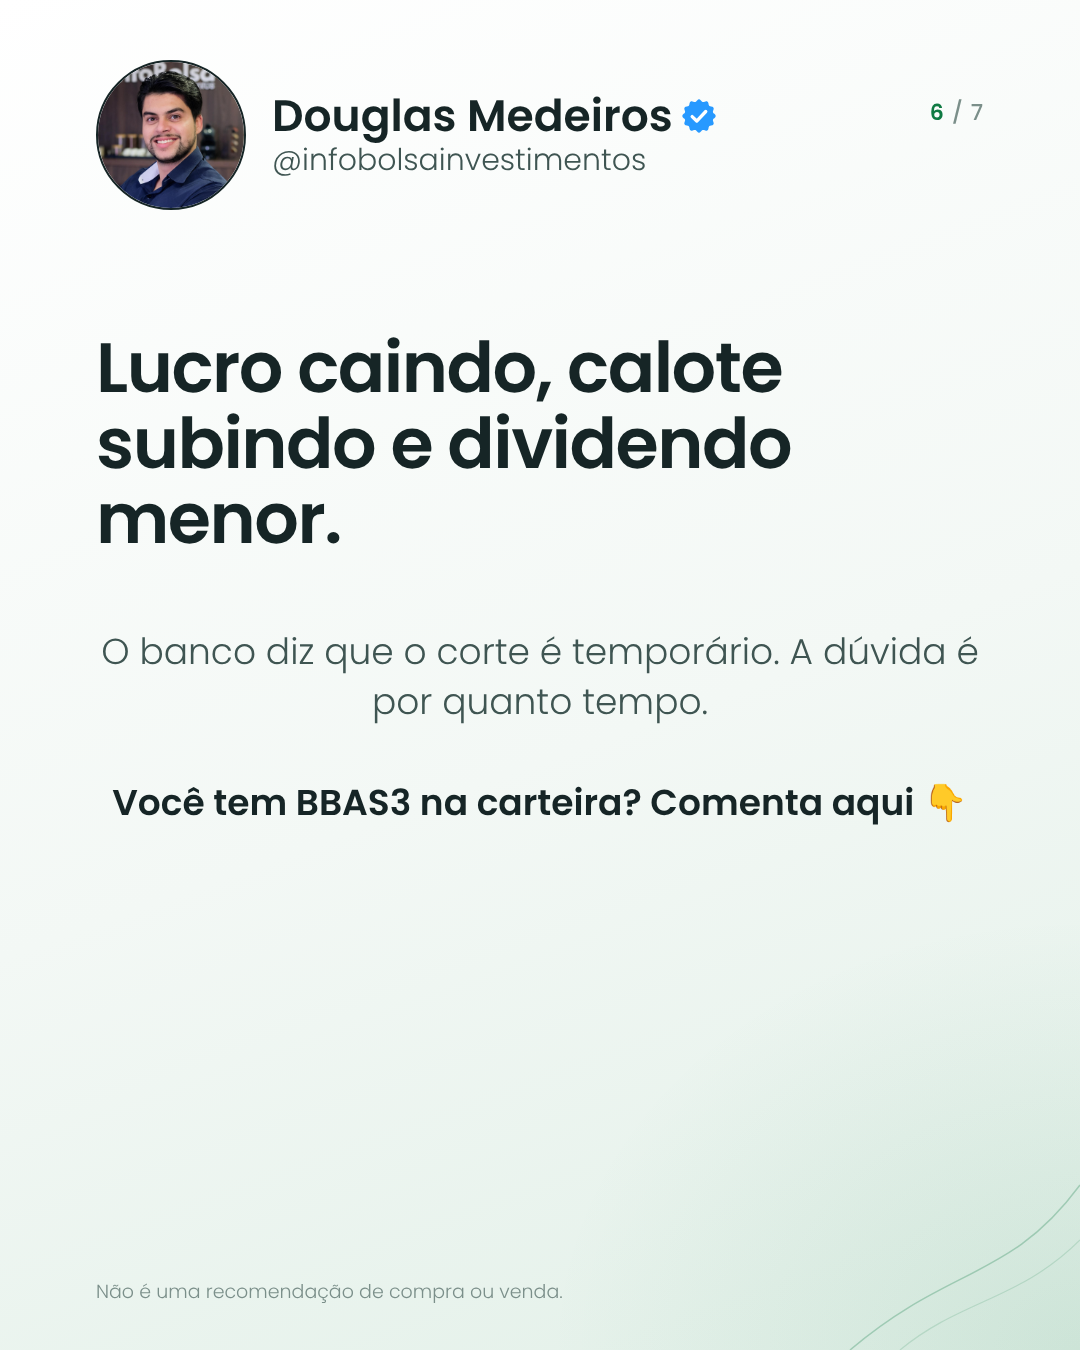 Douglas Medeiros
@infobolsainvestimentos
6 / 7
Lucro caindo, calote
subindo e dividendo
menor.
O banco diz que o corte é temporário. A dúvida é
por quanto tempo.
Você tem BBAS3 na carteira? Comenta aqui 👇
Não é uma recomendação de compra ou venda.